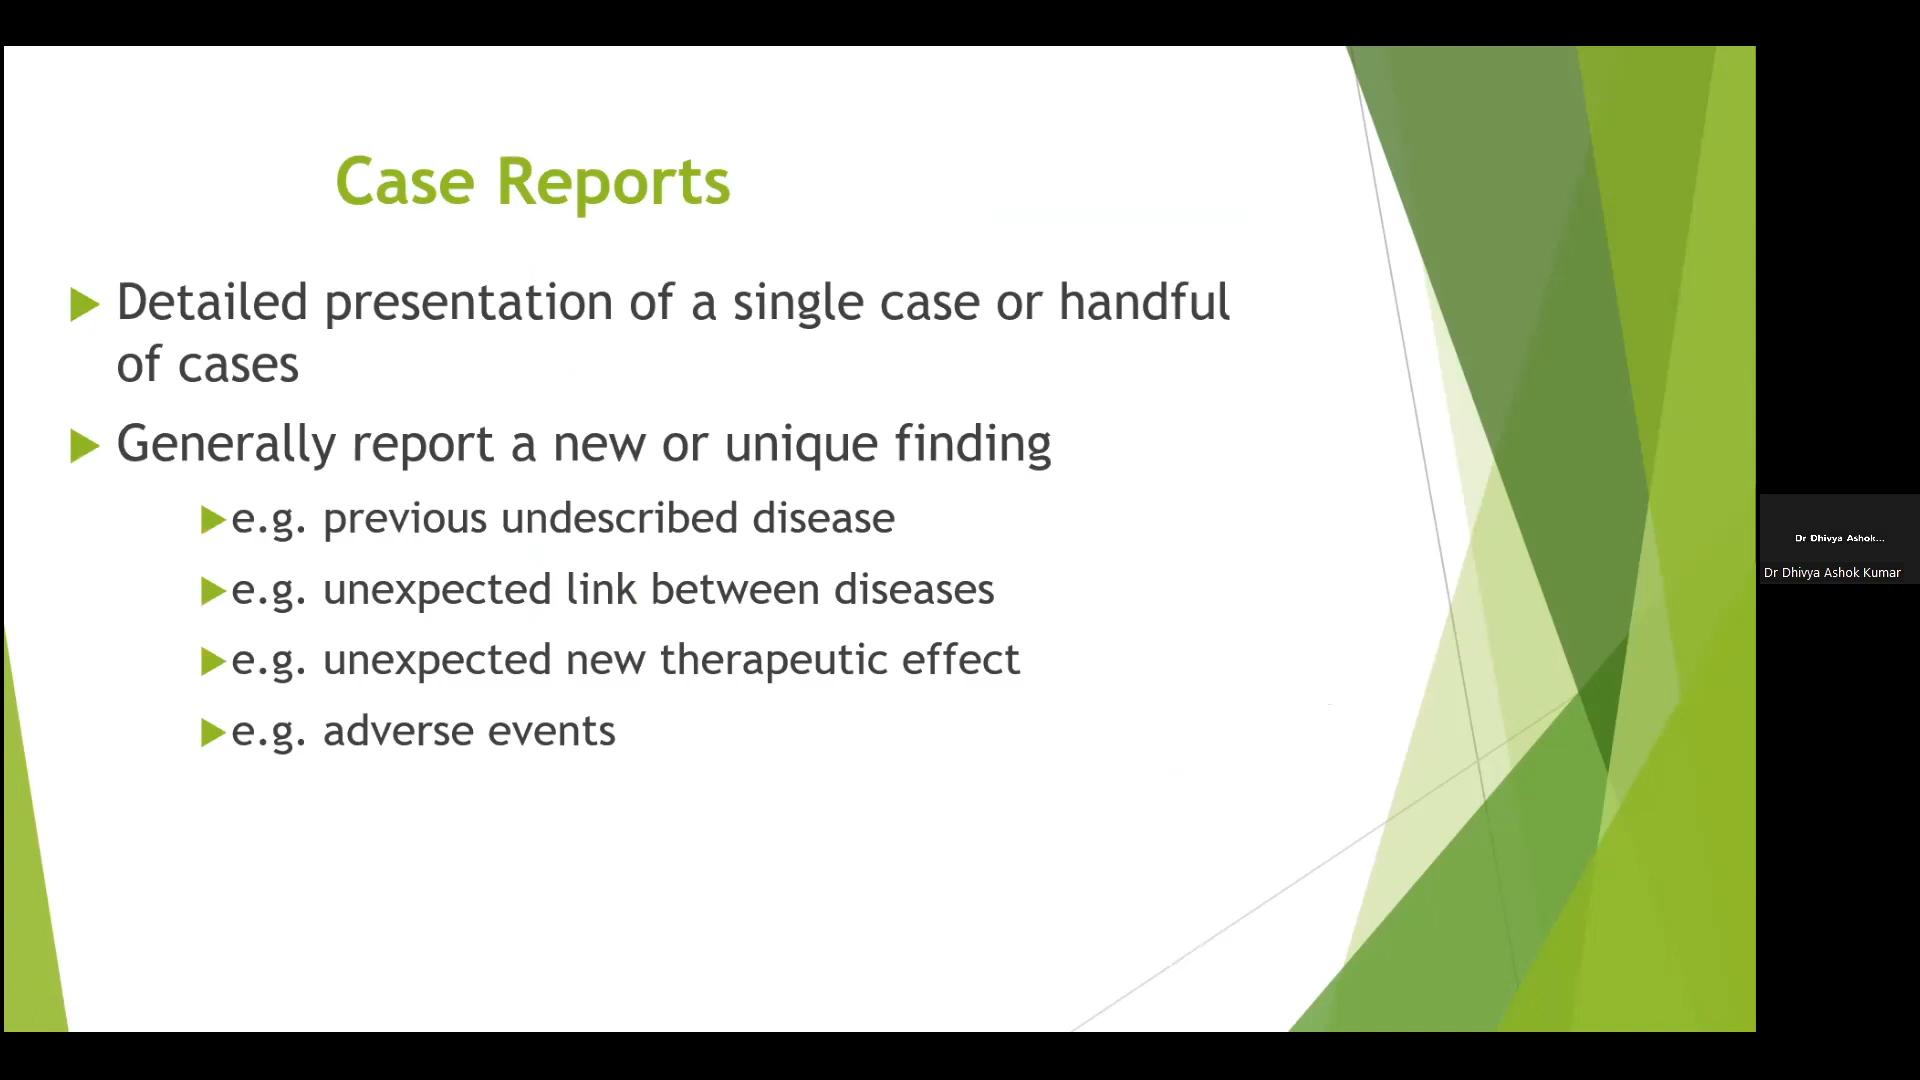 Case Reports
Detailed presentation of a single case or handful
of cases
Generally report a new or unique finding
e.g. previous undescribed disease
e.g. unexpected link between diseases
e.g. unexpected new therapeutic effect
e.g. adverse events
Dr Dhivya Ashok...
Dr Dhivya Ashok Kumar